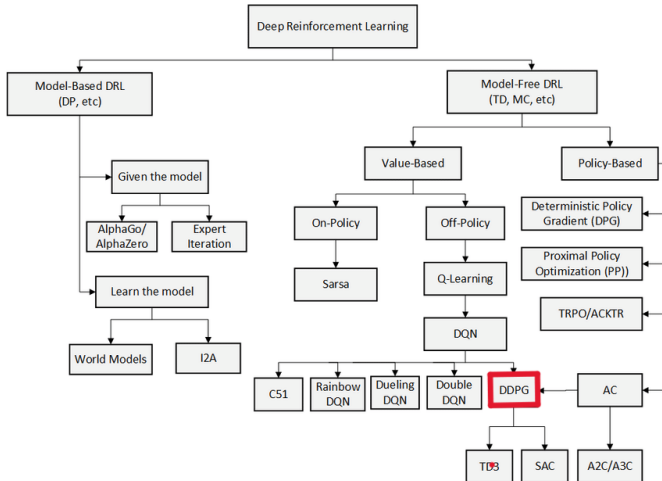 Deep Reinforcement Learning
Model-Based DRL
(DP, etc)
Model-Free DRL
(TD, MC, etc)
Value-Based
Policy-Based
Given the model
On-Policy
Off-Policy
Deterministic Policy
Gradient (DPG)
AlphaGo/
AlphaZero
Expert
Iteration
Sarsa
Q-Learning
Proximal Policy
Optimization (PP))
Learn the model
TRPO/ACKTR
DQN
World Models
I2A
C51
Rainbow
DQN
Dueling
DQN
Double
DQN
DDPG
AC
TD3
SAC
A2C/A3C